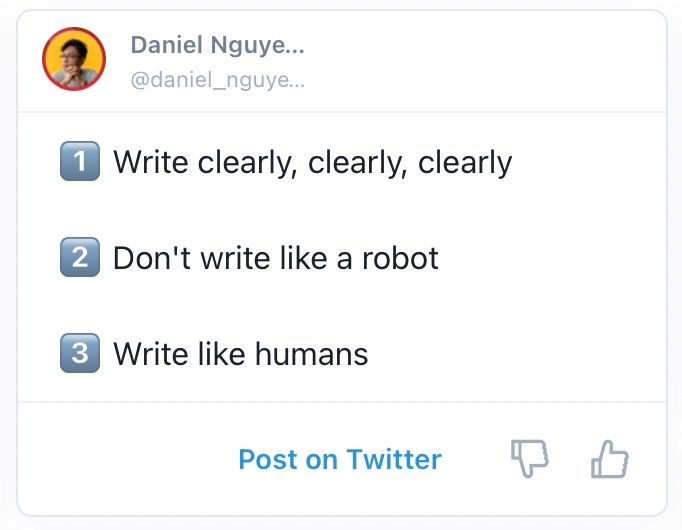 Daniel Nguye...
@daniel_nguye...
1 Write clearly, clearly, clearly
2 Don't write like a robot
3 Write like humans
Post on Twitter